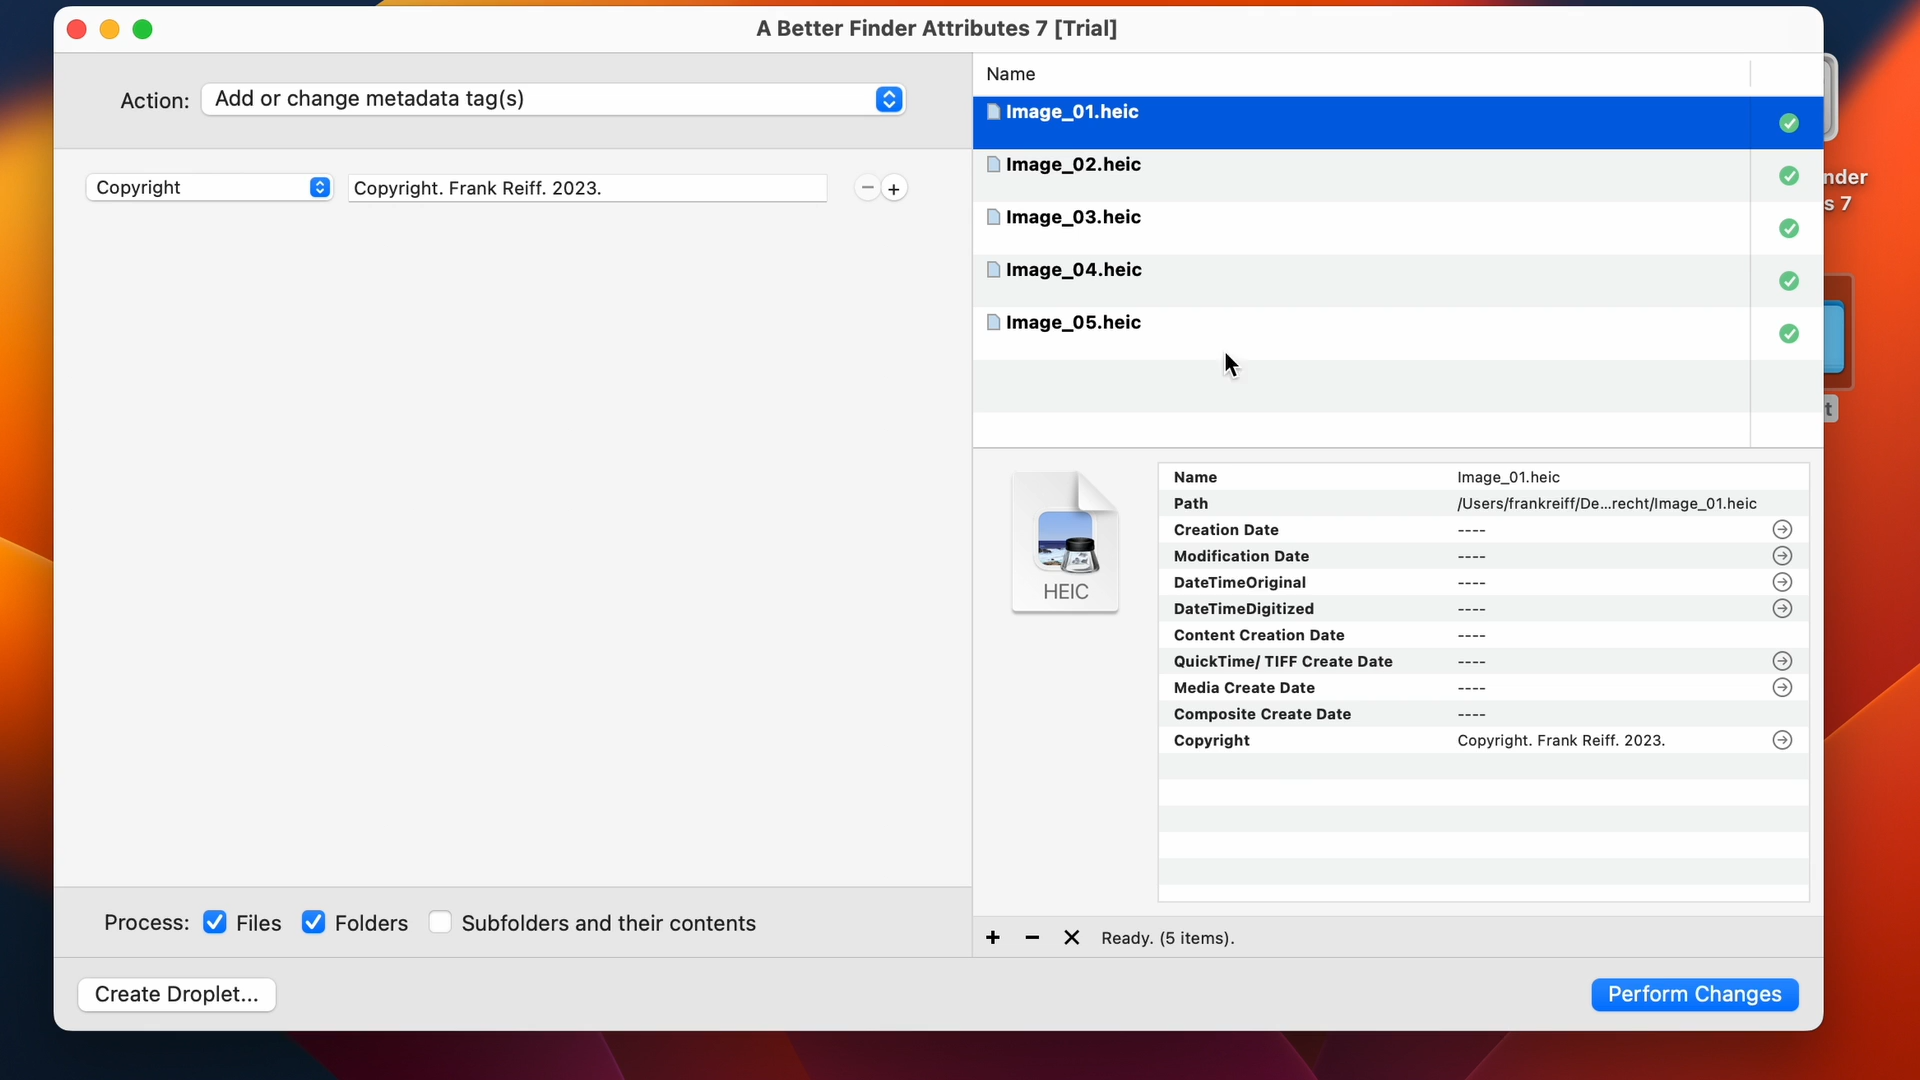 A Better Finder Attributes 7 [Trial]
Action: Add or change metadata tag(s)
Copyright Copyright. Frank Reiff. 2023.
Name
Image_01.heic
Image_02.heic
Image_03.heic
Image_04.heic
Image_05.heic
nder
s 7
t
HEIC
Name Image_01.heic
Path /Users/frankreiff/De...recht/Image_01.heic
Creation Date ----
Modification Date ----
DateTimeOriginal ----
DateTimeDigitized ----
Content Creation Date ----
QuickTime/ TIFF Create Date ----
Media Create Date ----
Composite Create Date ----
Copyright Copyright. Frank Reiff. 2023.
Process: Files Folders Subfolders and their contents
Ready. (5 items).
Create Droplet...
Perform Changes